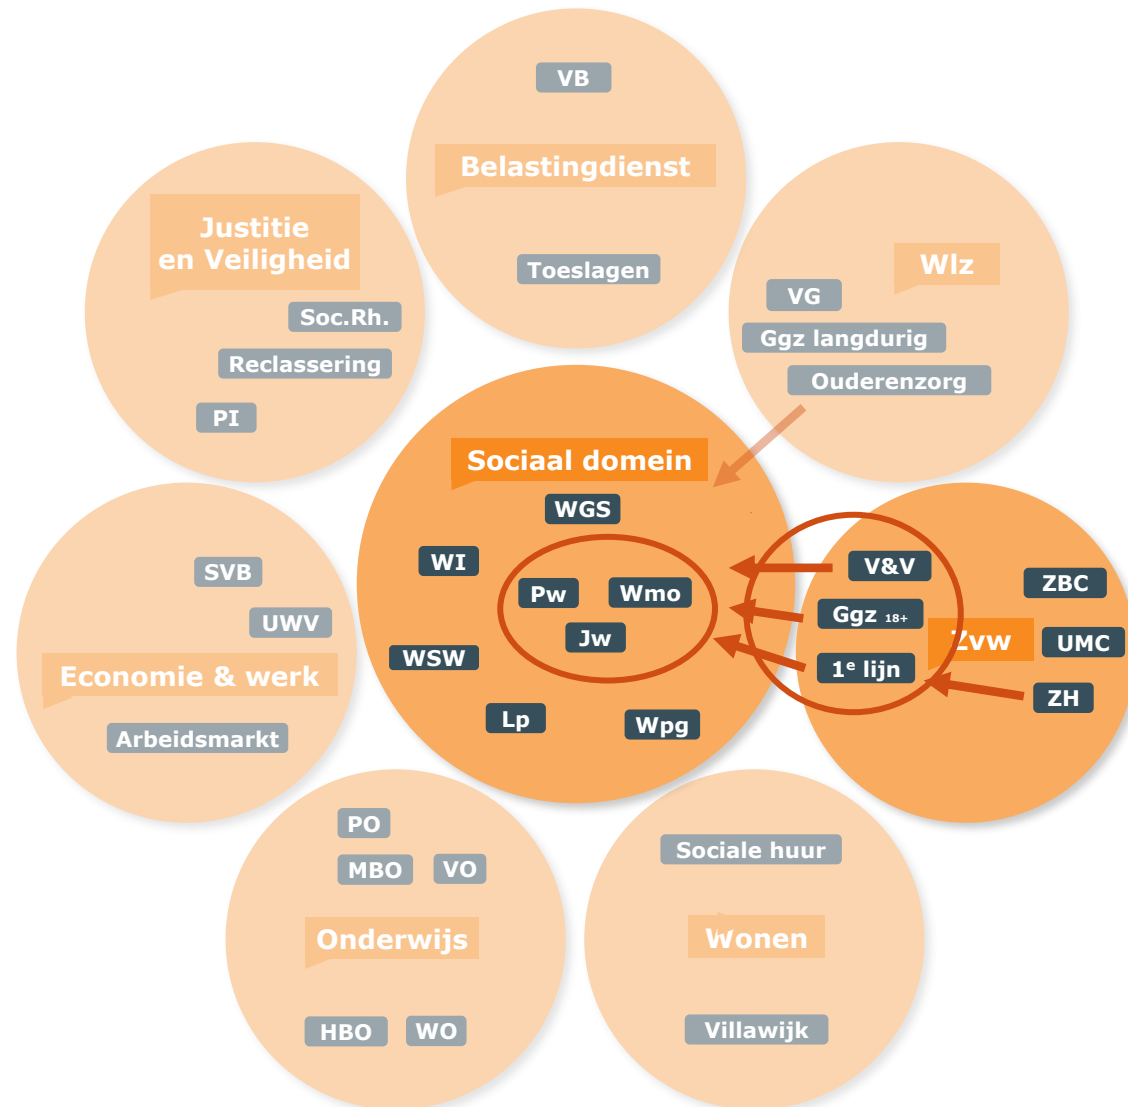 VB
Belastingdienst
Toeslagen
Justitie
en Veiligheid
Soc.Rh.
Reclassering
PI
Wlz
VG
Ggz langdurig
Ouderenzorg
Sociaal domein
WGS
WI
Pw
Wmo
Jw
WSW
Lp
Wpg
V&V
Ggz 18+
1e lijn
Zvw
ZBC
UMC
ZH
SVB
UWV
Economie & werk
Arbeidsmarkt
PO
MBO
VO
Onderwijs
HBO
WO
Sociale huur
Wonen
Villawijk